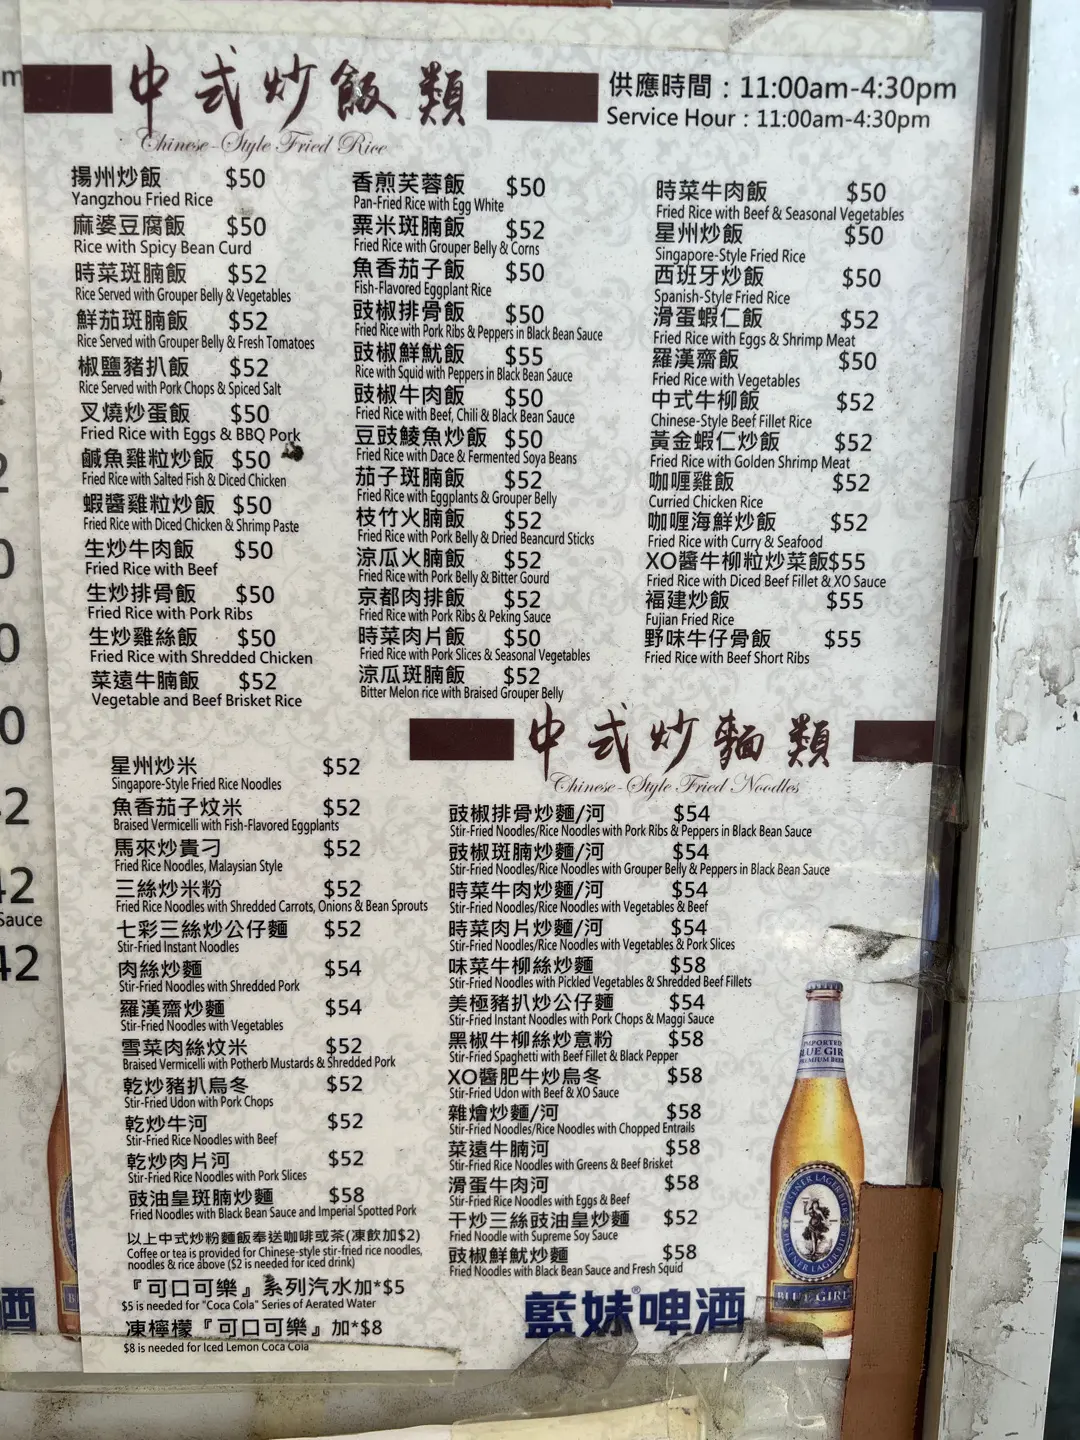 中式炒飯類
Chinese-Style Fried Rice
供應時間：11:00am-4:30pm
Service Hour : 11:00am-4:30pm
揚州炒飯 $50
Yangzhou Fried Rice
麻婆豆腐飯 $50
Rice with Spicy Bean Curd
時菜斑腩飯 $52
Rice Served with Grouper Belly & Vegetables
鮮茄斑腩飯 $52
Rice Served with Grouper Belly & Fresh Tomatoes
椒鹽豬扒飯 $52
Rice Served with Pork Chops & Spiced Salt
叉燒炒蛋飯 $50
Fried Rice with Eggs & BBQ Pork
鹹魚雞粒炒飯 $50
Fried Rice with Salted Fish & Diced Chicken
蝦醬雞粒炒飯 $50
Fried Rice with Diced Chicken & Shrimp Paste
生炒牛肉飯 $50
Fried Rice with Beef
生炒排骨飯 $50
Fried Rice with Pork Ribs
生炒雞絲飯 $50
Fried Rice with Shredded Chicken
菜遠牛腩飯 $52
Vegetable and Beef Brisket Rice
香煎芙蓉飯 $50
Pan-Fried Rice with Egg White
粟米斑腩飯 $52
Fried Rice with Grouper Belly & Corns
魚香茄子飯 $50
Fish-Flavored Eggplant Rice
豉椒排骨飯 $50
Fried Rice with Pork Ribs & Peppers in Black Bean Sauce
豉椒鮮魷飯 $55
Rice with Squid with Peppers in Black Bean Sauce
豉椒牛肉飯 $50
Fried Rice with Beef, Chili & Black Bean Sauce
豆豉鯪魚炒飯 $50
Fried Rice with Dace & Fermented Soya Beans
茄子斑腩飯 $52
Fried Rice with Eggplants & Grouper Belly
枝竹火腩飯 $52
Fried Rice with Pork Belly & Dried Beancurd Sticks
涼瓜火腩飯 $52
Fried Rice with Pork Belly & Bitter Gourd
京都肉排飯 $52
Fried Rice with Pork Ribs & Peking Sauce
時菜肉片飯 $50
Fried Rice with Pork Slices & Seasonal Vegetables
涼瓜斑腩飯 $52
Bitter Melon rice with Braised Grouper Belly
時菜牛肉飯 $50
Fried Rice with Beef & Seasonal Vegetables
星州炒飯 $50
Singapore-Style Fried Rice
西班牙炒飯 $50
Spanish-Style Fried Rice
滑蛋蝦仁飯 $52
Fried Rice with Eggs & Shrimp Meat
羅漢齋飯 $50
Fried Rice with Vegetables
中式牛柳飯 $52
Chinese-Style Beef Fillet Rice
黃金蝦仁炒飯 $52
Fried Rice with Golden Shrimp Meat
咖喱雞飯 $52
Curried Chicken Rice
咖喱海鮮炒飯 $52
Fried Rice with Curry & Seafood
XO醬牛柳粒炒菜飯$55
Fried Rice with Diced Beef Fillet & XO Sauce
福建炒飯 $55
Fujian Fried Rice
野味牛仔骨飯 $55
Fried Rice with Beef Short Ribs
中式炒麵類
Chinese-Style Fried Noodles
星州炒米 $52
Singapore-Style Fried Rice Noodles
魚香茄子炆米 $52
Braised Vermicelli with Fish-Flavored Eggplants
馬來炒貴刁 $52
Fried Rice Noodles, Malaysian Style
三絲炒米粉 $52
Fried Rice Noodles with Shredded Carrots, Onions & Bean Sprouts
七彩三絲炒公仔麵 $52
Stir-Fried Instant Noodles
肉絲炒麵 $54
Stir-Fried Noodles with Shredded Pork
羅漢齋炒麵 $54
Stir-Fried Noodles with Vegetables
雪菜肉絲炆米 $52
Braised Vermicelli with Potherb Mustards & Shredded Pork
乾炒豬扒烏冬 $52
Stir-Fried Udon with Pork Chops
乾炒牛河 $52
Stir-Fried Rice Noodles with Beef
乾炒肉片河 $52
Stir-Fried Rice Noodles with Pork Slices
豉油皇斑腩炒麵 $58
Fried Noodles with Black Bean Sauce and Imperial Spotted Pork
以上中式炒粉麵飯奉送咖啡或茶(凍飲加$2)
Coffee or tea is provided for Chinese-style stir-fried rice noodles,
noodles & rice above ($2 is needed for iced drink)
『可口可樂』系列汽水加*$5
$5 is needed for "Coca Cola" Series of Aerated Water
凍檸檬『可口可樂』加*$8
$8 is needed for Iced Lemon Coca Cola
豉椒排骨炒麵/河 $54
Stir-Fried Noodles/Rice Noodles with Pork Ribs & Peppers in Black Bean Sauce
豉椒斑腩炒麵/河 $54
Stir-Fried Noodles/Rice Noodles with Grouper Belly & Peppers in Black Bean Sauce
時菜牛肉炒麵/河 $54
Stir-Fried Noodles/Rice Noodles with Vegetables & Beef
時菜肉片炒麵/河 $54
Stir-Fried Noodles/Rice Noodles with Vegetables & Pork Slices
味菜牛柳絲炒麵 $58
Stir-Fried Noodles with Pickled Vegetables & Shredded Beef Fillets
美極豬扒炒公仔麵 $54
Stir-Fried Instant Noodles with Pork Chops & Maggi Sauce
黑椒牛柳絲炒意粉 $58
Stir-Fried Spaghetti with Beef Fillet & Black Pepper
XO醬肥牛炒烏冬 $58
Stir-Fried Udon with Beef & XO Sauce
雜燴炒麵/河 $58
Stir-Fried Noodles/Rice Noodles with Chopped Entrails
菜遠牛腩河 $58
Stir-Fried Rice Noodles with Greens & Beef Brisket
滑蛋牛肉河 $58
Stir-Fried Rice Noodles with Eggs & Beef
干炒三絲豉油皇炒麵 $52
Fried Noodle with Supreme Soy Sauce
豉椒鮮魷炒麵 $58
Fried Noodles with Black Bean Sauce and Fresh Squid
藍妹®啤酒
IMPORTED
BLUE GIRL
PREMIUM BEER
PILSENER LAGER BIER
PILSENER LAGER BIER
BLUE GIRL
Sauce
42
酒